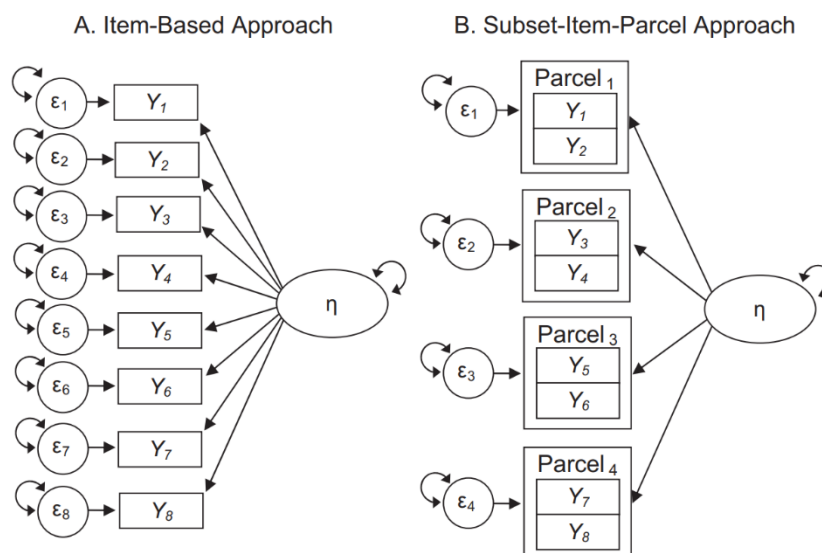 A. Item-Based Approach
ε1
Y1
ε2
Y2
ε3
Y3
ε4
Y4
ε5
Y5
ε6
Y6
ε7
Y7
ε8
Y8
η
B. Subset-Item-Parcel Approach
ε1
Parcel 1
Y1
Y2
ε2
Parcel 2
Y3
Y4
ε3
Parcel 3
Y5
Y6
ε4
Parcel 4
Y7
Y8
η